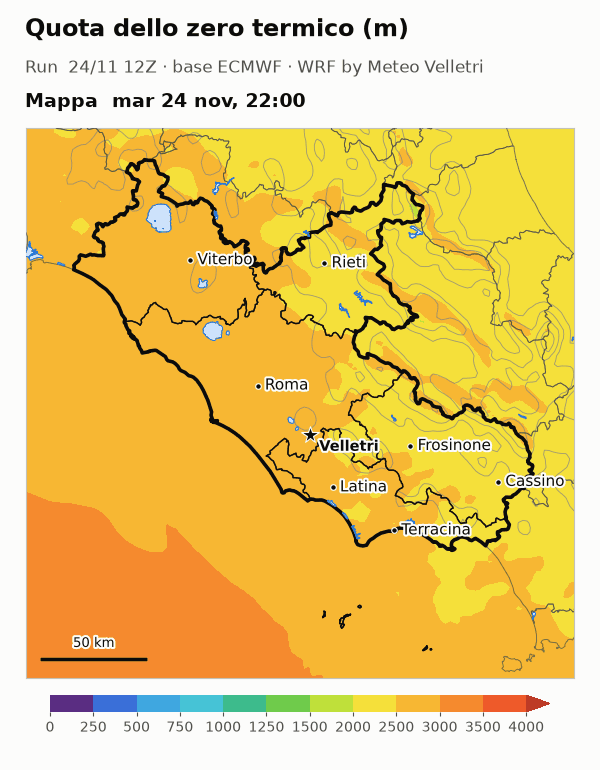 Quota dello zero termico (m)
Run  24/11 12Z · base ECMWF · WRF by Meteo Velletri
Mappa  mar 24 nov, 22:00
Viterbo
Rieti
Roma
Velletri
Frosinone
Cassino
Latina
Terracina
50 km
0 250 500 750 1000 1250 1500 2000 2500 3000 3500 4000